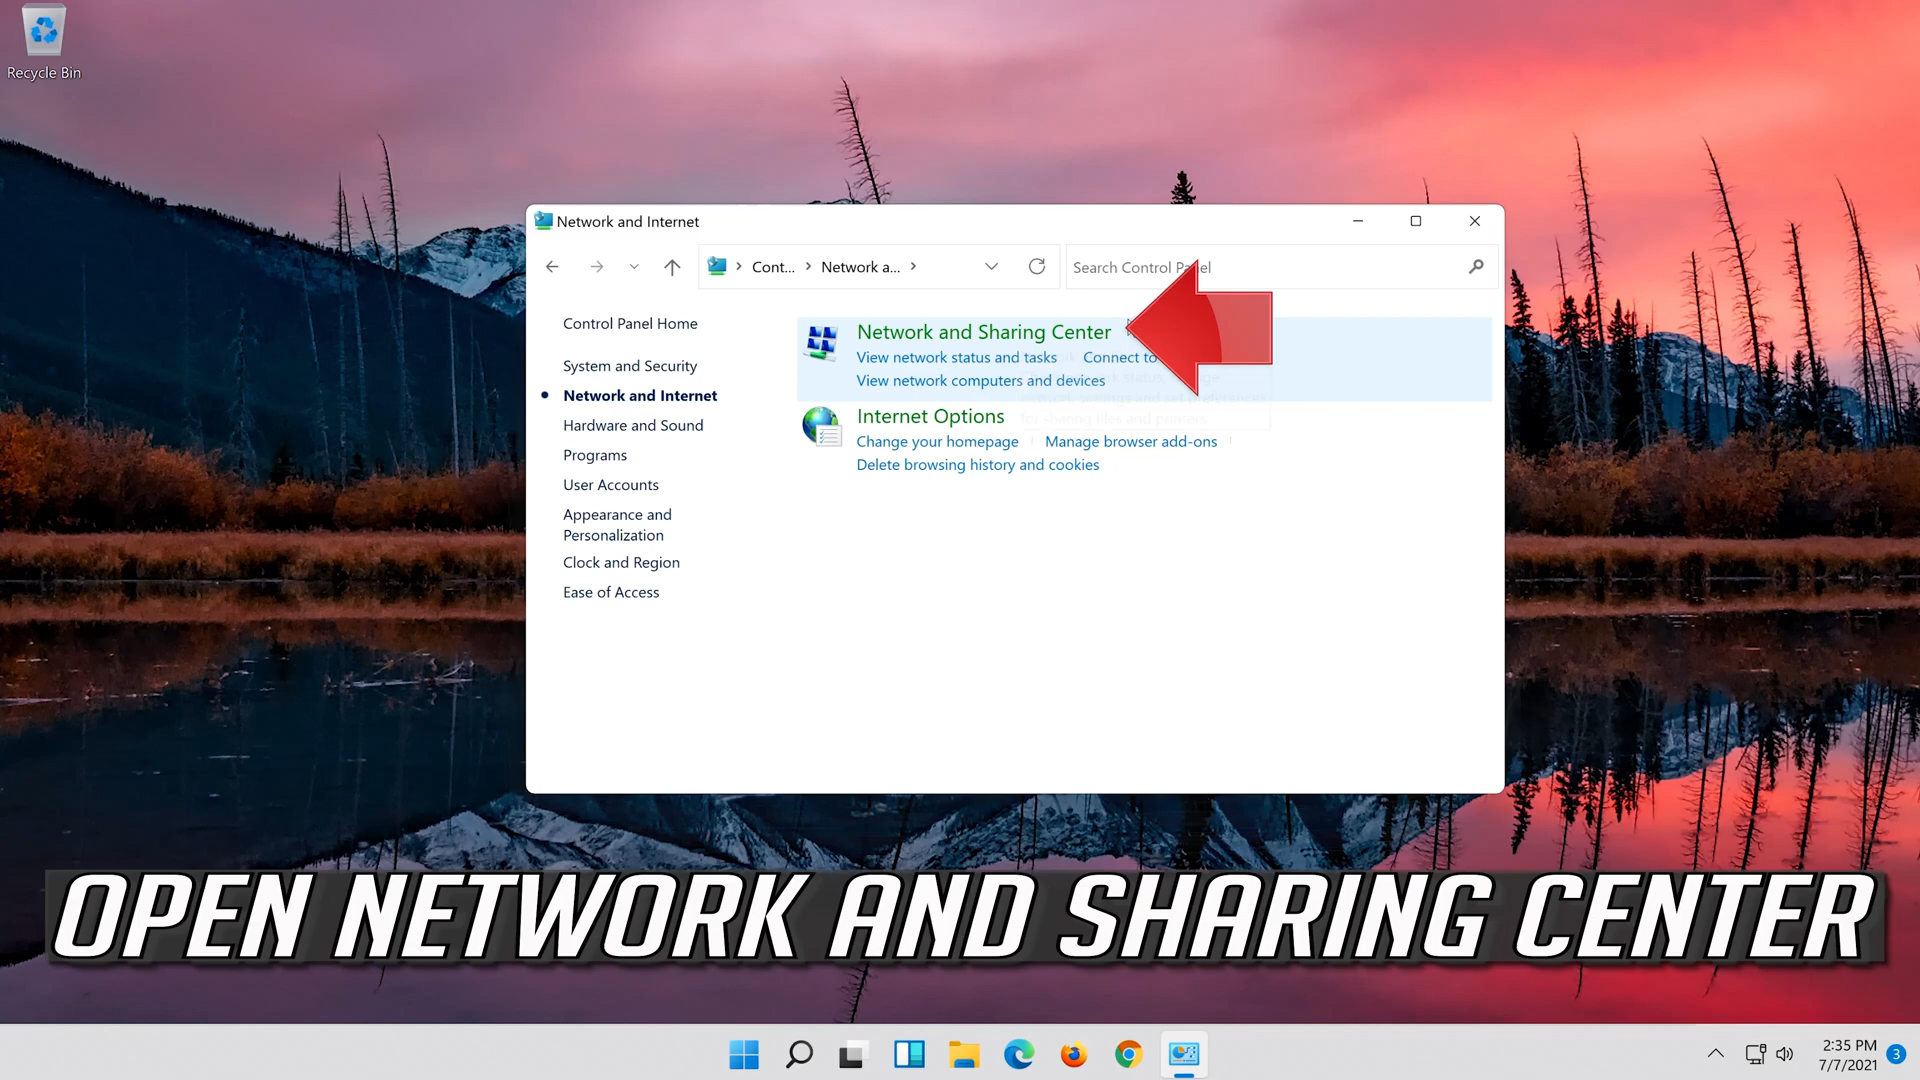 Recycle Bin
Network and Internet
Cont...
Network a...
Search Control Panel
Control Panel Home
System and Security
Network and Internet
Hardware and Sound
Programs
User Accounts
Appearance and
Personalization
Clock and Region
Ease of Access
Network and Sharing Center
View network status and tasks
Connect to
View network computers and devices
Internet Options
Change your homepage
Manage browser add-ons
Delete browsing history and cookies
OPEN NETWORK AND SHARING CENTER
2:35 PM
7/7/2021
3